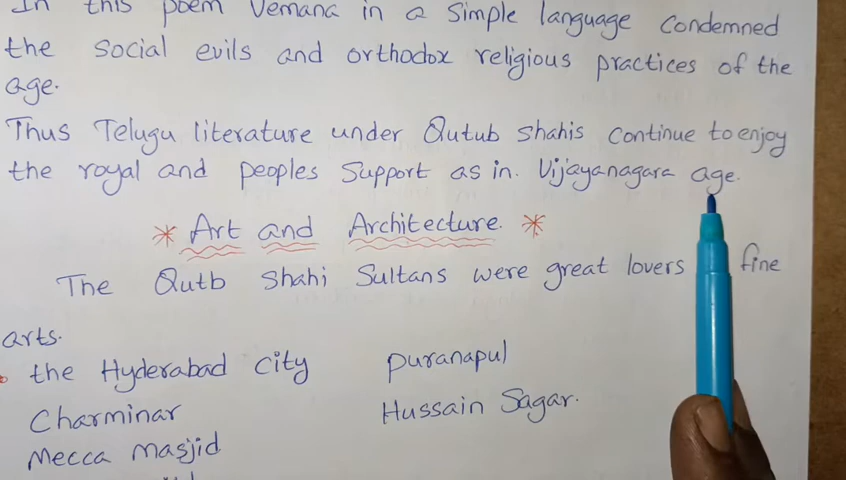 In this poem Vemana in a simple language condemned
the social evils and orthodox religious practices of the
age.
Thus Telugu literature under Qutub shahis continue to enjoy
the royal and peoples support as in. Vijayanagara age.
* Art and Architecture. *
The Qutb shahi Sultans were great lovers fine
arts.
the Hyderabad city
Charminar
Mecca masjid
puranapul
Hussain Sagar.